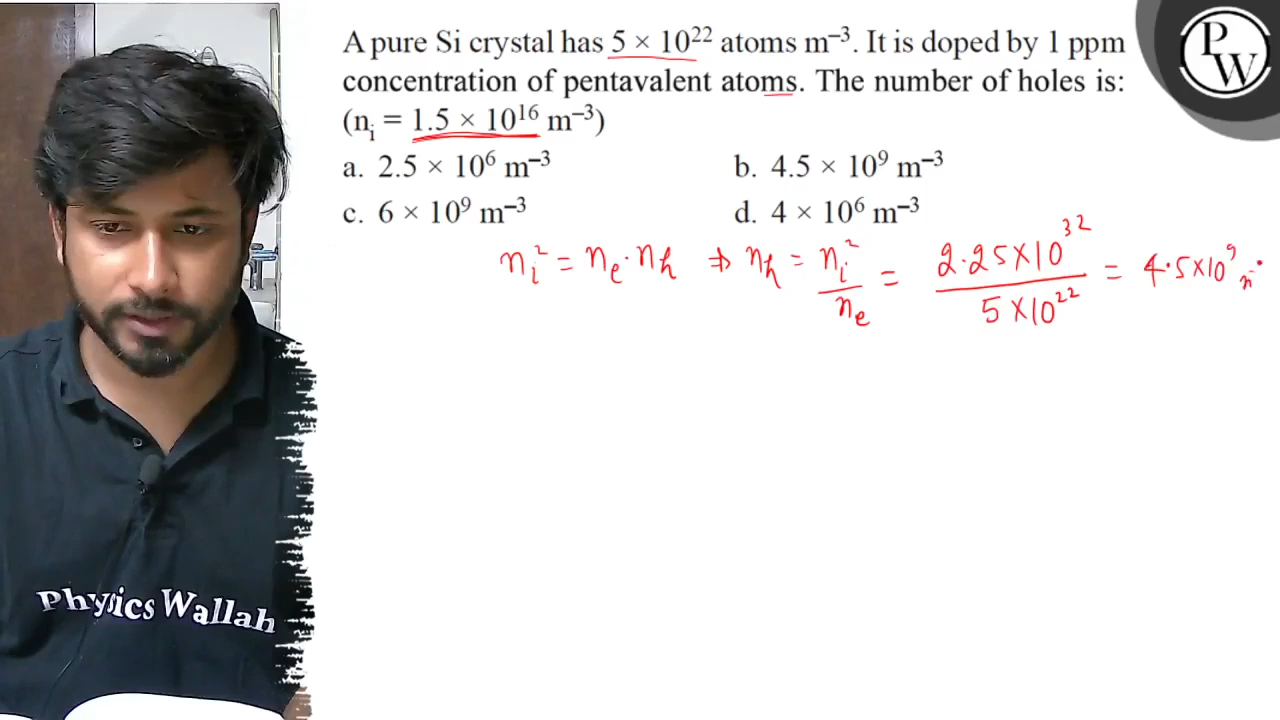 A pure Si crystal has 5 × 10²² atoms m⁻³. It is doped by 1 ppm
concentration of pentavalent atoms. The number of holes is:
(nᵢ = 1.5 × 10¹⁶ m⁻³)
a. 2.5 × 10⁶ m⁻³
b. 4.5 × 10⁹ m⁻³
c. 6 × 10⁹ m⁻³
d. 4 × 10⁶ m⁻³
nᵢ² = nₑ · nₕ ⇒ nₕ = nᵢ² / nₑ = 2.25×10³² / 5×10²² = 4.5×10⁹
PW
PhysicsWallah